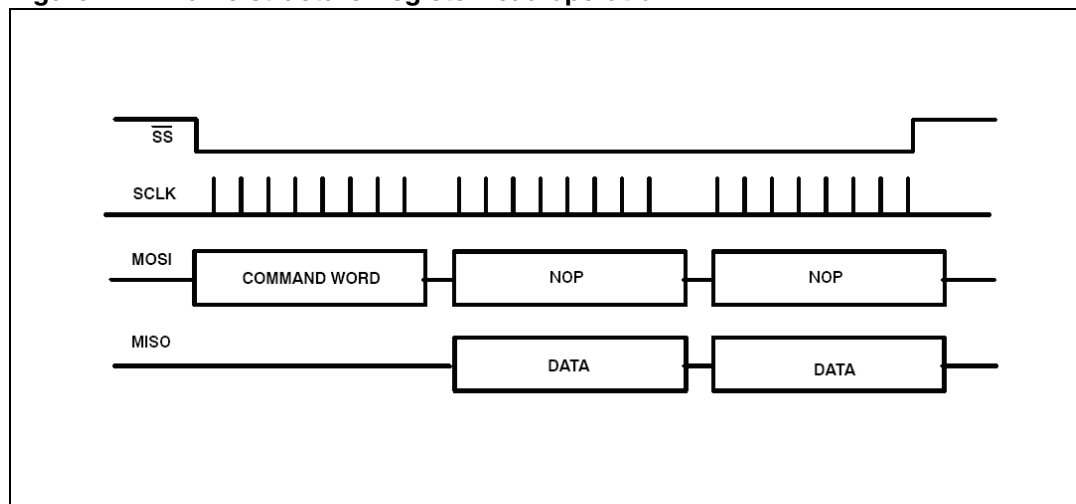 SS
SCLK
MOSI
COMMAND WORD
NOP
NOP
MISO
DATA
DATA